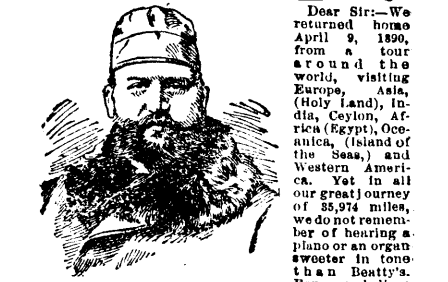 Dear Sir:—We
returned home
April 9, 1890,
from a tour
around the
world, visiting
Europe, Asia,
(Holy Land), In-
dia, Ceylon, Af-
rica (Egypt), Oce-
anica, (Island of
the Seas,) and
Western Ameri-
ca. Yet in all
our great journey
of 35,974 miles,
we do not remem-
ber of hearing a
piano or an organ
sweeter in tone
than Beatty's.